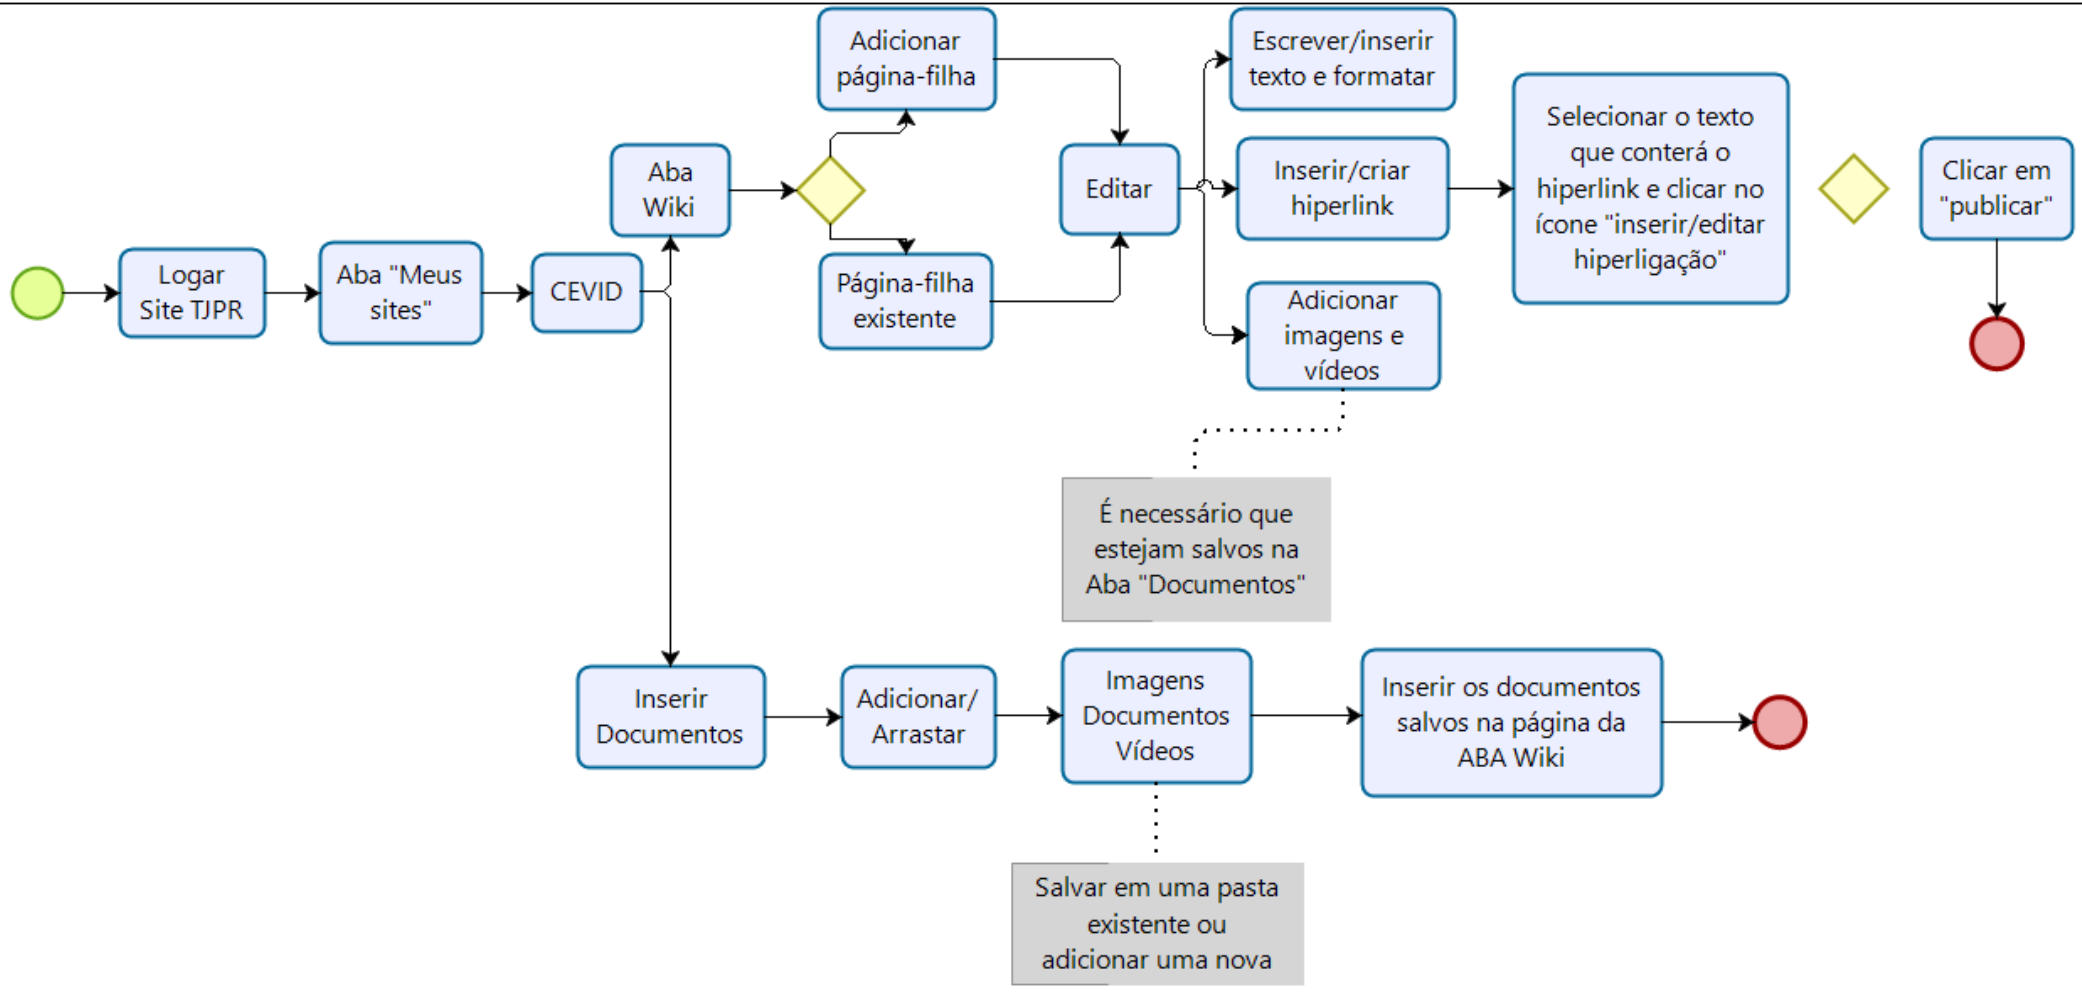 Logar
Site TJPR
Aba "Meus
sites"
CEVID
Aba
Wiki
Adicionar
página-filha
Página-filha
existente
Editar
Escrever/inserir
texto e formatar
Inserir/criar
hiperlink
Adicionar
imagens e
vídeos
Selecionar o texto
que conterá o
hiperlink e clicar no
ícone "inserir/editar
hiperligação"
Clicar em
"publicar"
É necessário que
estejam salvos na
Aba "Documentos"
Inserir
Documentos
Adicionar/
Arrastar
Imagens
Documentos
Vídeos
Inserir os documentos
salvos na página da
ABA Wiki
Salvar em uma pasta
existente ou
adicionar uma nova